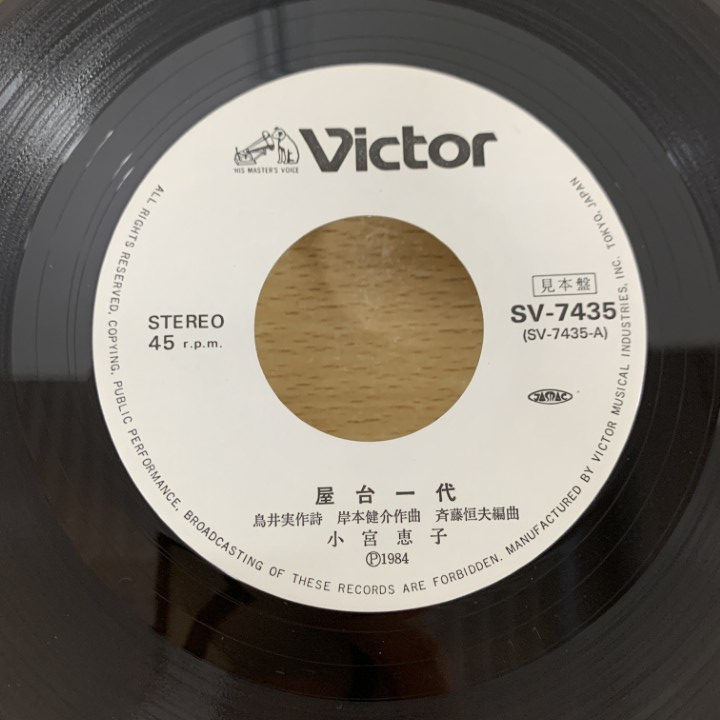 Victor
HIS MASTER'S VOICE
見本盤
STEREO
45 r.p.m.
SV-7435
(SV-7435-A)
JASRAC
屋台一代
鳥井実作詩 岸本健介作曲 斉藤恒夫編曲
小宮恵子
Ⓟ1984
ALL RIGHTS RESERVED, COPYING, PUBLIC PERFORMANCE, BROADCASTING OF THESE RECORDS ARE FORBIDDEN. MANUFACTURED BY VICTOR MUSICAL INDUSTRIES, INC. TOKYO, JAPAN